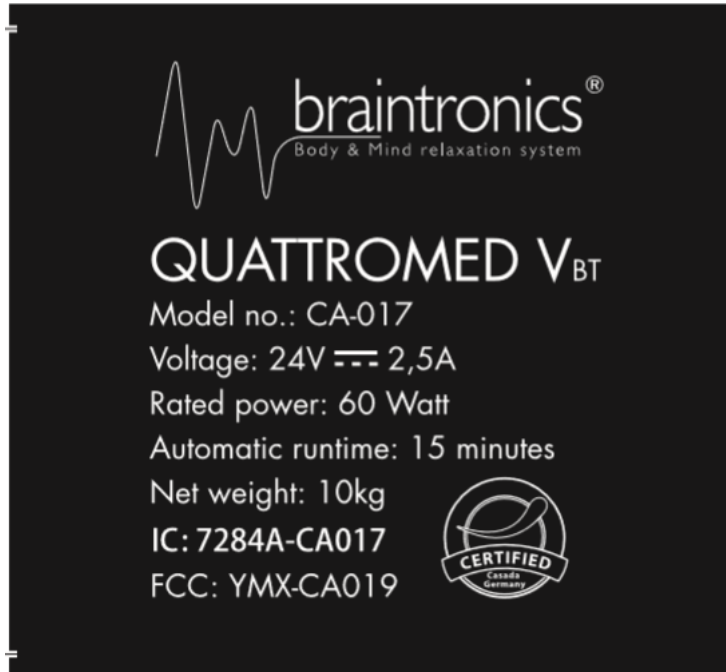 braintronics®
Body & Mind relaxation system
QUATTROMED VBT
Model no.: CA-017
Voltage: 24V ⎓ 2,5A
Rated power: 60 Watt
Automatic runtime: 15 minutes
Net weight: 10kg
IC: 7284A-CA017
FCC: YMX-CA019
CERTIFIED
Casada
Germany